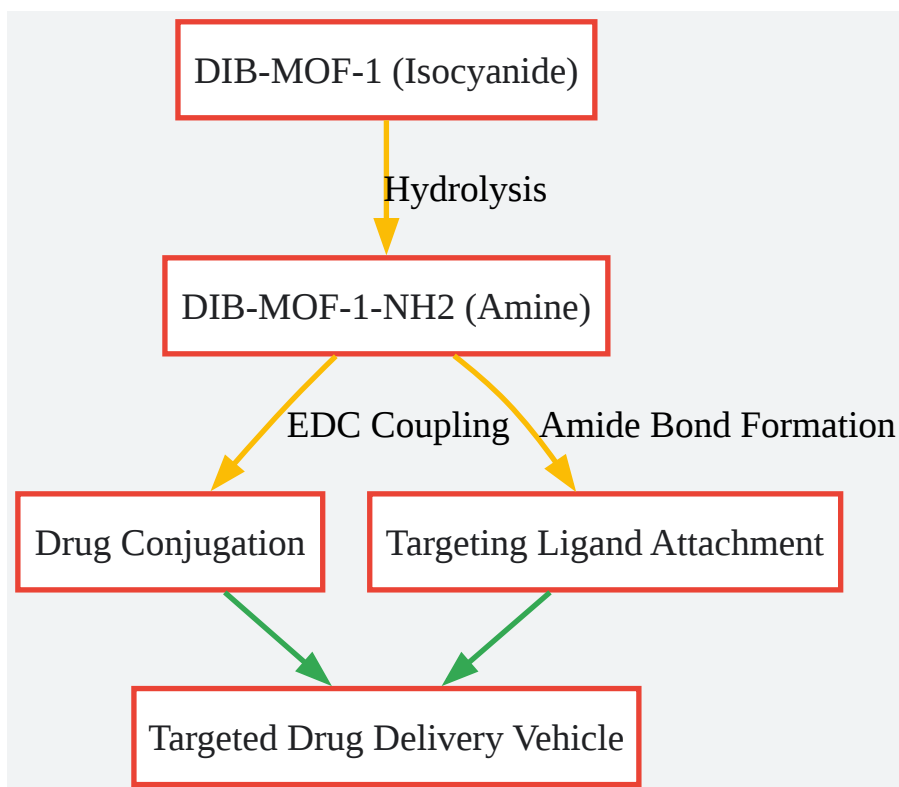 DIB-MOF-1 (Isocyanide)
Hydrolysis
DIB-MOF-1-NH2 (Amine)
EDC Coupling
Amide Bond Formation
Drug Conjugation
Targeting Ligand Attachment
Targeted Drug Delivery Vehicle